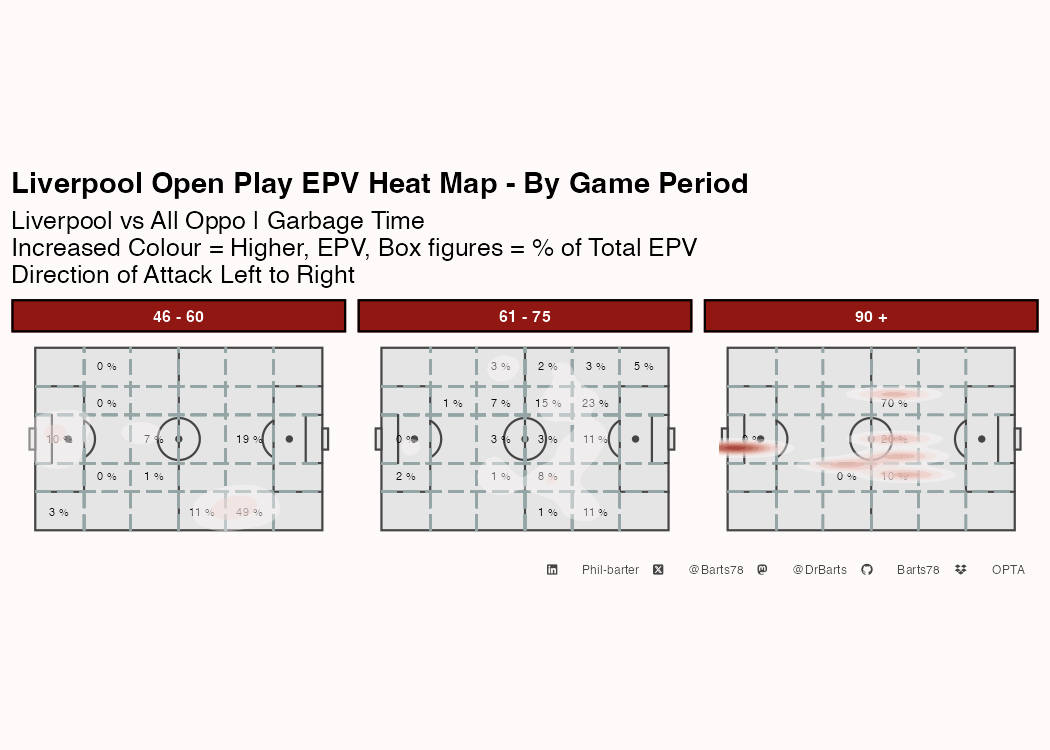 Liverpool Open Play EPV Heat Map - By Game Period
Liverpool vs All Oppo | Garbage Time
Increased Colour = Higher, EPV, Box figures = % of Total EPV
Direction of Attack Left to Right
46 - 60
0 %
0 %
10 % 7 % 19 %
0 % 1 %
3 % 11 % 49 %
61 - 75
3 % 2 % 3 % 5 %
1 % 7 % 15 % 23 %
0 % 3 % 3 % 11 %
2 % 1 % 8 %
1 % 11 %
90 +
70 %
0 % 20 %
0 % 10 %
Phil-barter @Barts78 @DrBarts Barts78 OPTA